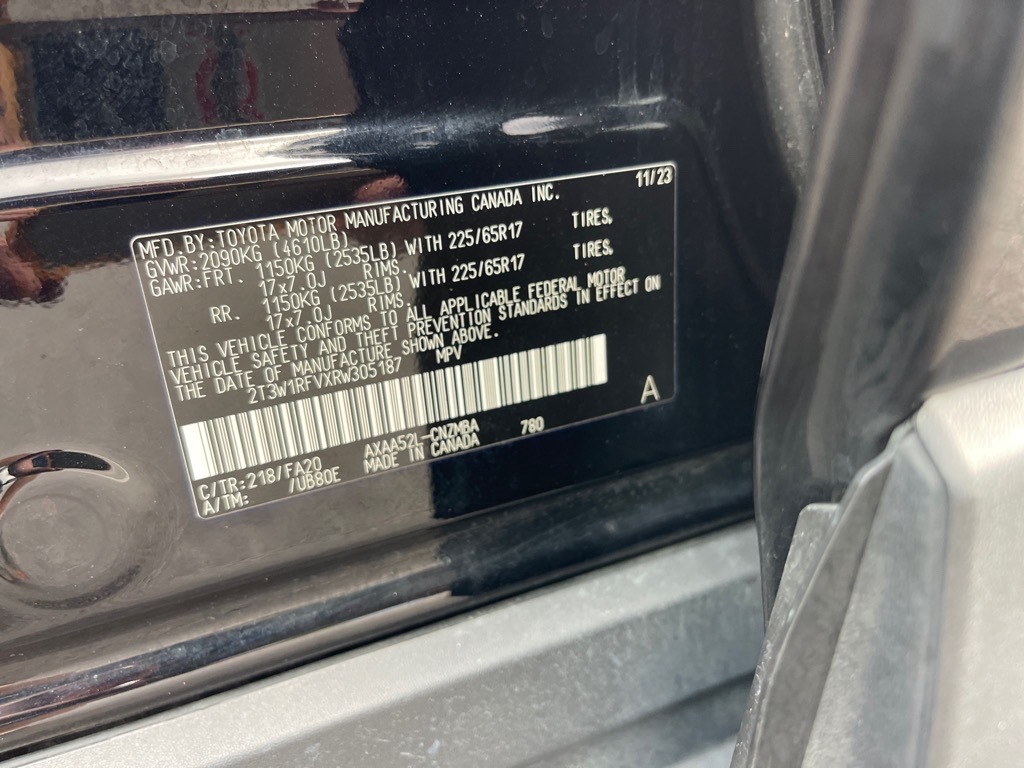 MFD.BY:TOYOTA MOTOR MANUFACTURING CANADA INC. 11/23
GVWR:2090KG (4610LB)
GAWR:FRT. 1150KG (2535LB) WITH 225/65R17 TIRES,
17x7.0J RIMS.
RR. 1150KG (2535LB) WITH 225/65R17 TIRES,
17x7.0J RIMS.
THIS VEHICLE CONFORMS TO ALL APPLICABLE FEDERAL MOTOR
VEHICLE SAFETY AND THEFT PREVENTION STANDARDS IN EFFECT ON
THE DATE OF MANUFACTURE SHOWN ABOVE.
2T3W1RFVXRW305187 MPV
A
C/TR:218/FA20 AXAA52L-CNZMBA 780
A/TM: /UB80E MADE IN CANADA